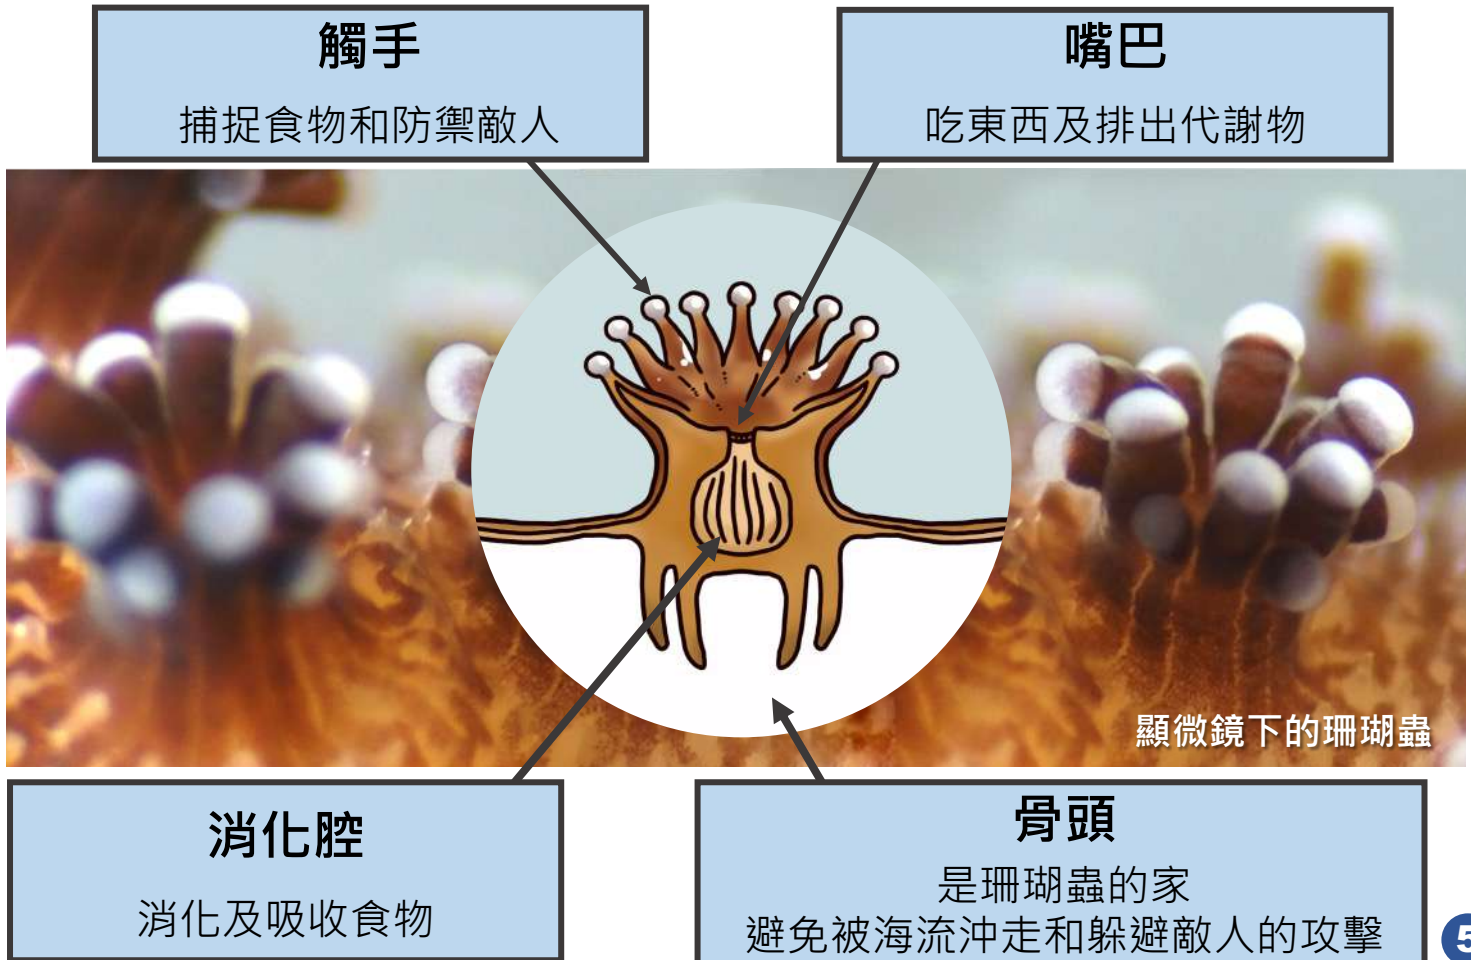 觸手
捕捉食物和防禦敵人
嘴巴
吃東西及排出代謝物
顯微鏡下的珊瑚蟲
消化腔
消化及吸收食物
骨頭
是珊瑚蟲的家
避免被海流沖走和躲避敵人的攻擊
5